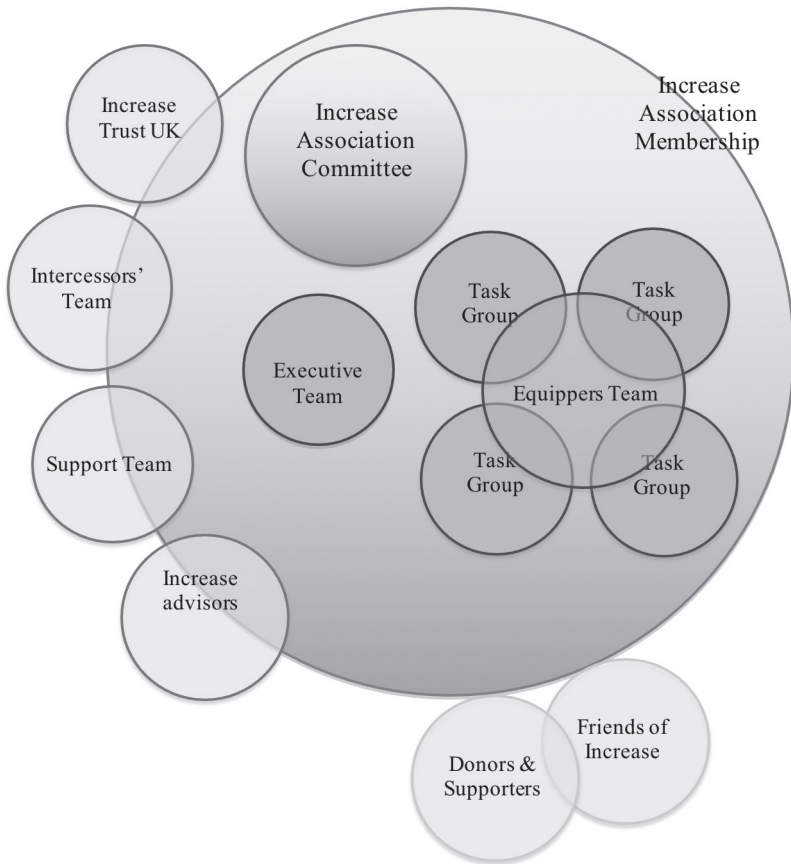 Increase
Trust UK
Increase
Association
Committee
Increase
Association
Membership
Intercessors’
Team
Task
Group
Task
Group
Executive
Team
Equippers Team
Support Team
Task
Group
Task
Group
Increase
advisors
Friends of
Increase
Donors &
Supporters